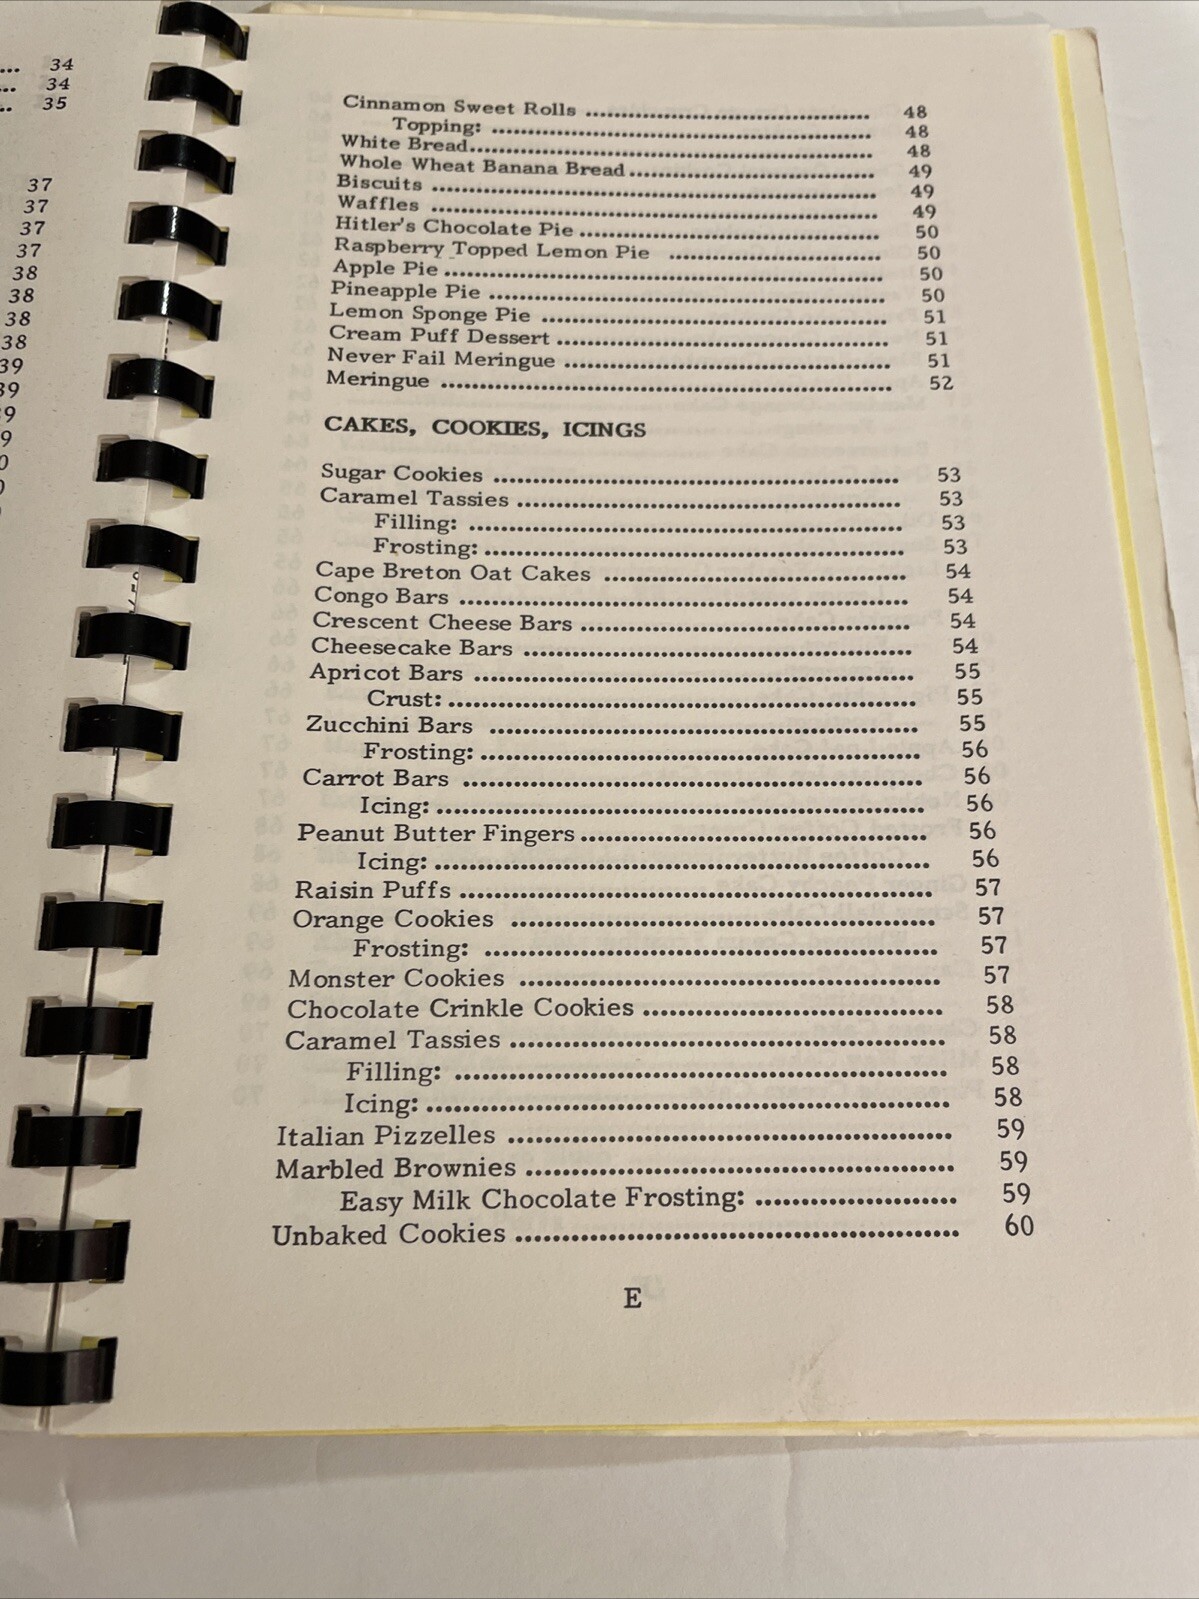 34
34
35
37
37
37
37
38
38
38
38
39
39
39
9
0
0
Cinnamon Sweet Rolls ........................................ 48
Topping: ..................................................... 48
White Bread......................................................... 48
Whole Wheat Banana Bread................................... 49
Biscuits .............................................................. 49
Waffles .............................................................. 49
Hitler's Chocolate Pie.......................................... 50
Raspberry Topped Lemon Pie .............................. 50
Apple Pie ............................................................ 50
Pineapple Pie ...................................................... 50
Lemon Sponge Pie ................................................ 51
Cream Puff Dessert .............................................. 51
Never Fail Meringue ............................................. 51
Meringue ............................................................. 52
CAKES, COOKIES, ICINGS
Sugar Cookies ...................................................... 53
Caramel Tassies ................................................... 53
Filling: ........................................................ 53
Frosting: ...................................................... 53
Cape Breton Oat Cakes ......................................... 54
Congo Bars .......................................................... 54
Crescent Cheese Bars ........................................... 54
Cheesecake Bars .................................................. 54
Apricot Bars ........................................................ 55
Crust: .......................................................... 55
Zucchini Bars ...................................................... 55
Frosting: ...................................................... 56
Carrot Bars ......................................................... 56
Icing: ........................................................... 56
Peanut Butter Fingers .......................................... 56
Icing: ........................................................... 56
Raisin Puffs ......................................................... 57
Orange Cookies .................................................... 57
Frosting: ...................................................... 57
Monster Cookies ................................................... 57
Chocolate Crinkle Cookies ................................... 58
Caramel Tassies ................................................... 58
Filling: ........................................................ 58
Icing: ........................................................... 58
Italian Pizzelles ................................................... 59
Marbled Brownies ................................................. 59
Easy Milk Chocolate Frosting: ..................... 59
Unbaked Cookies .................................................. 60
E